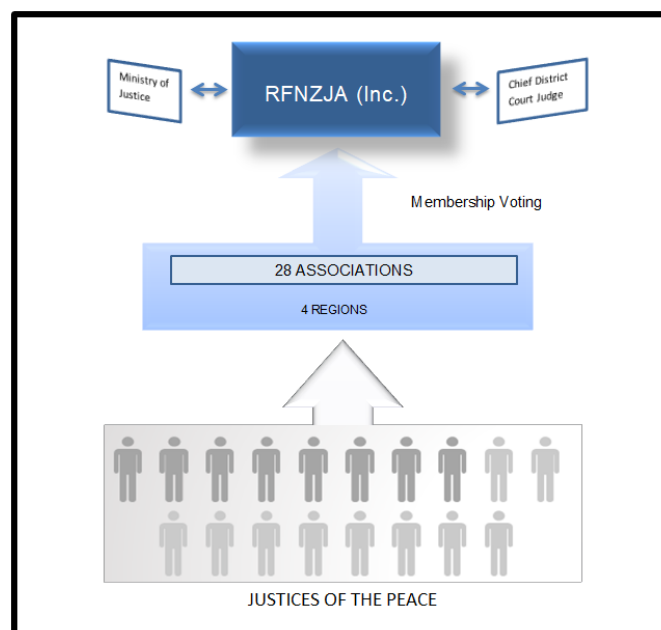 Ministry of
Justice
RFNZJA (Inc.)
Chief District
Court Judge
Membership Voting
28 ASSOCIATIONS
4 REGIONS
JUSTICES OF THE PEACE